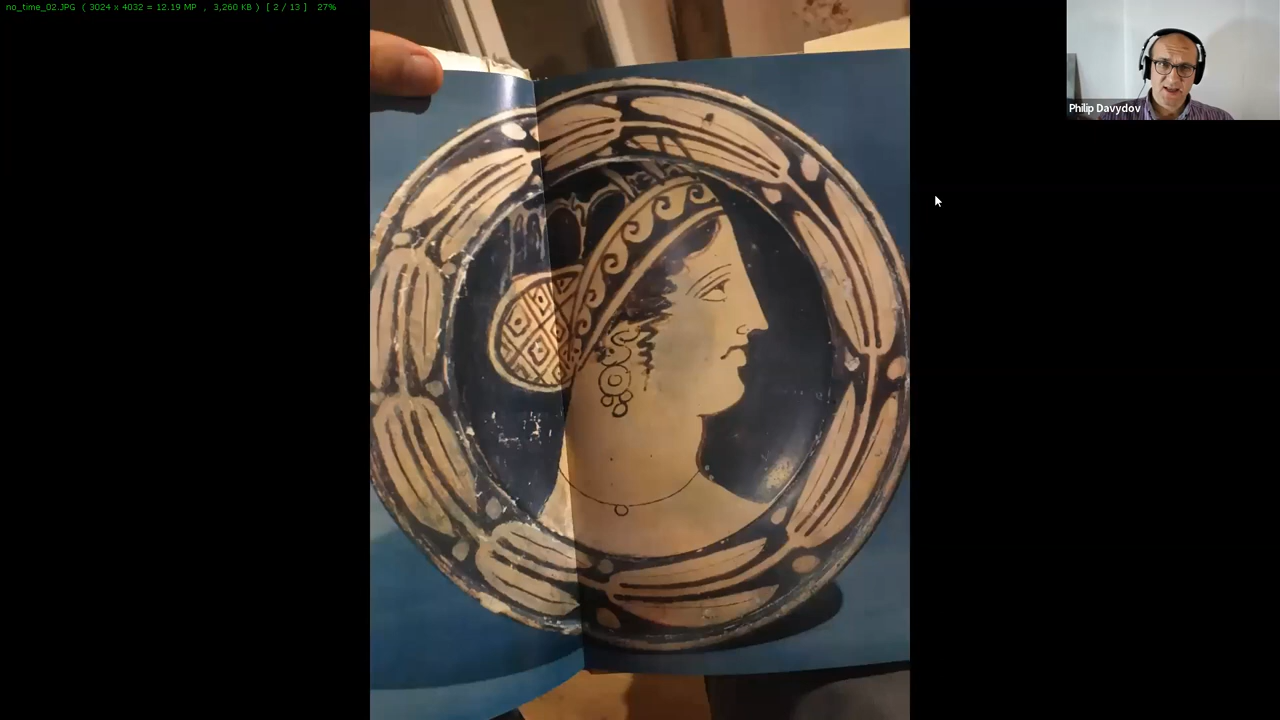 no_time_02.JPG ( 3024 x 4032 = 12.19 MP , 3,260 KB ) [ 2 / 13 ] 27%
Philip Davydov